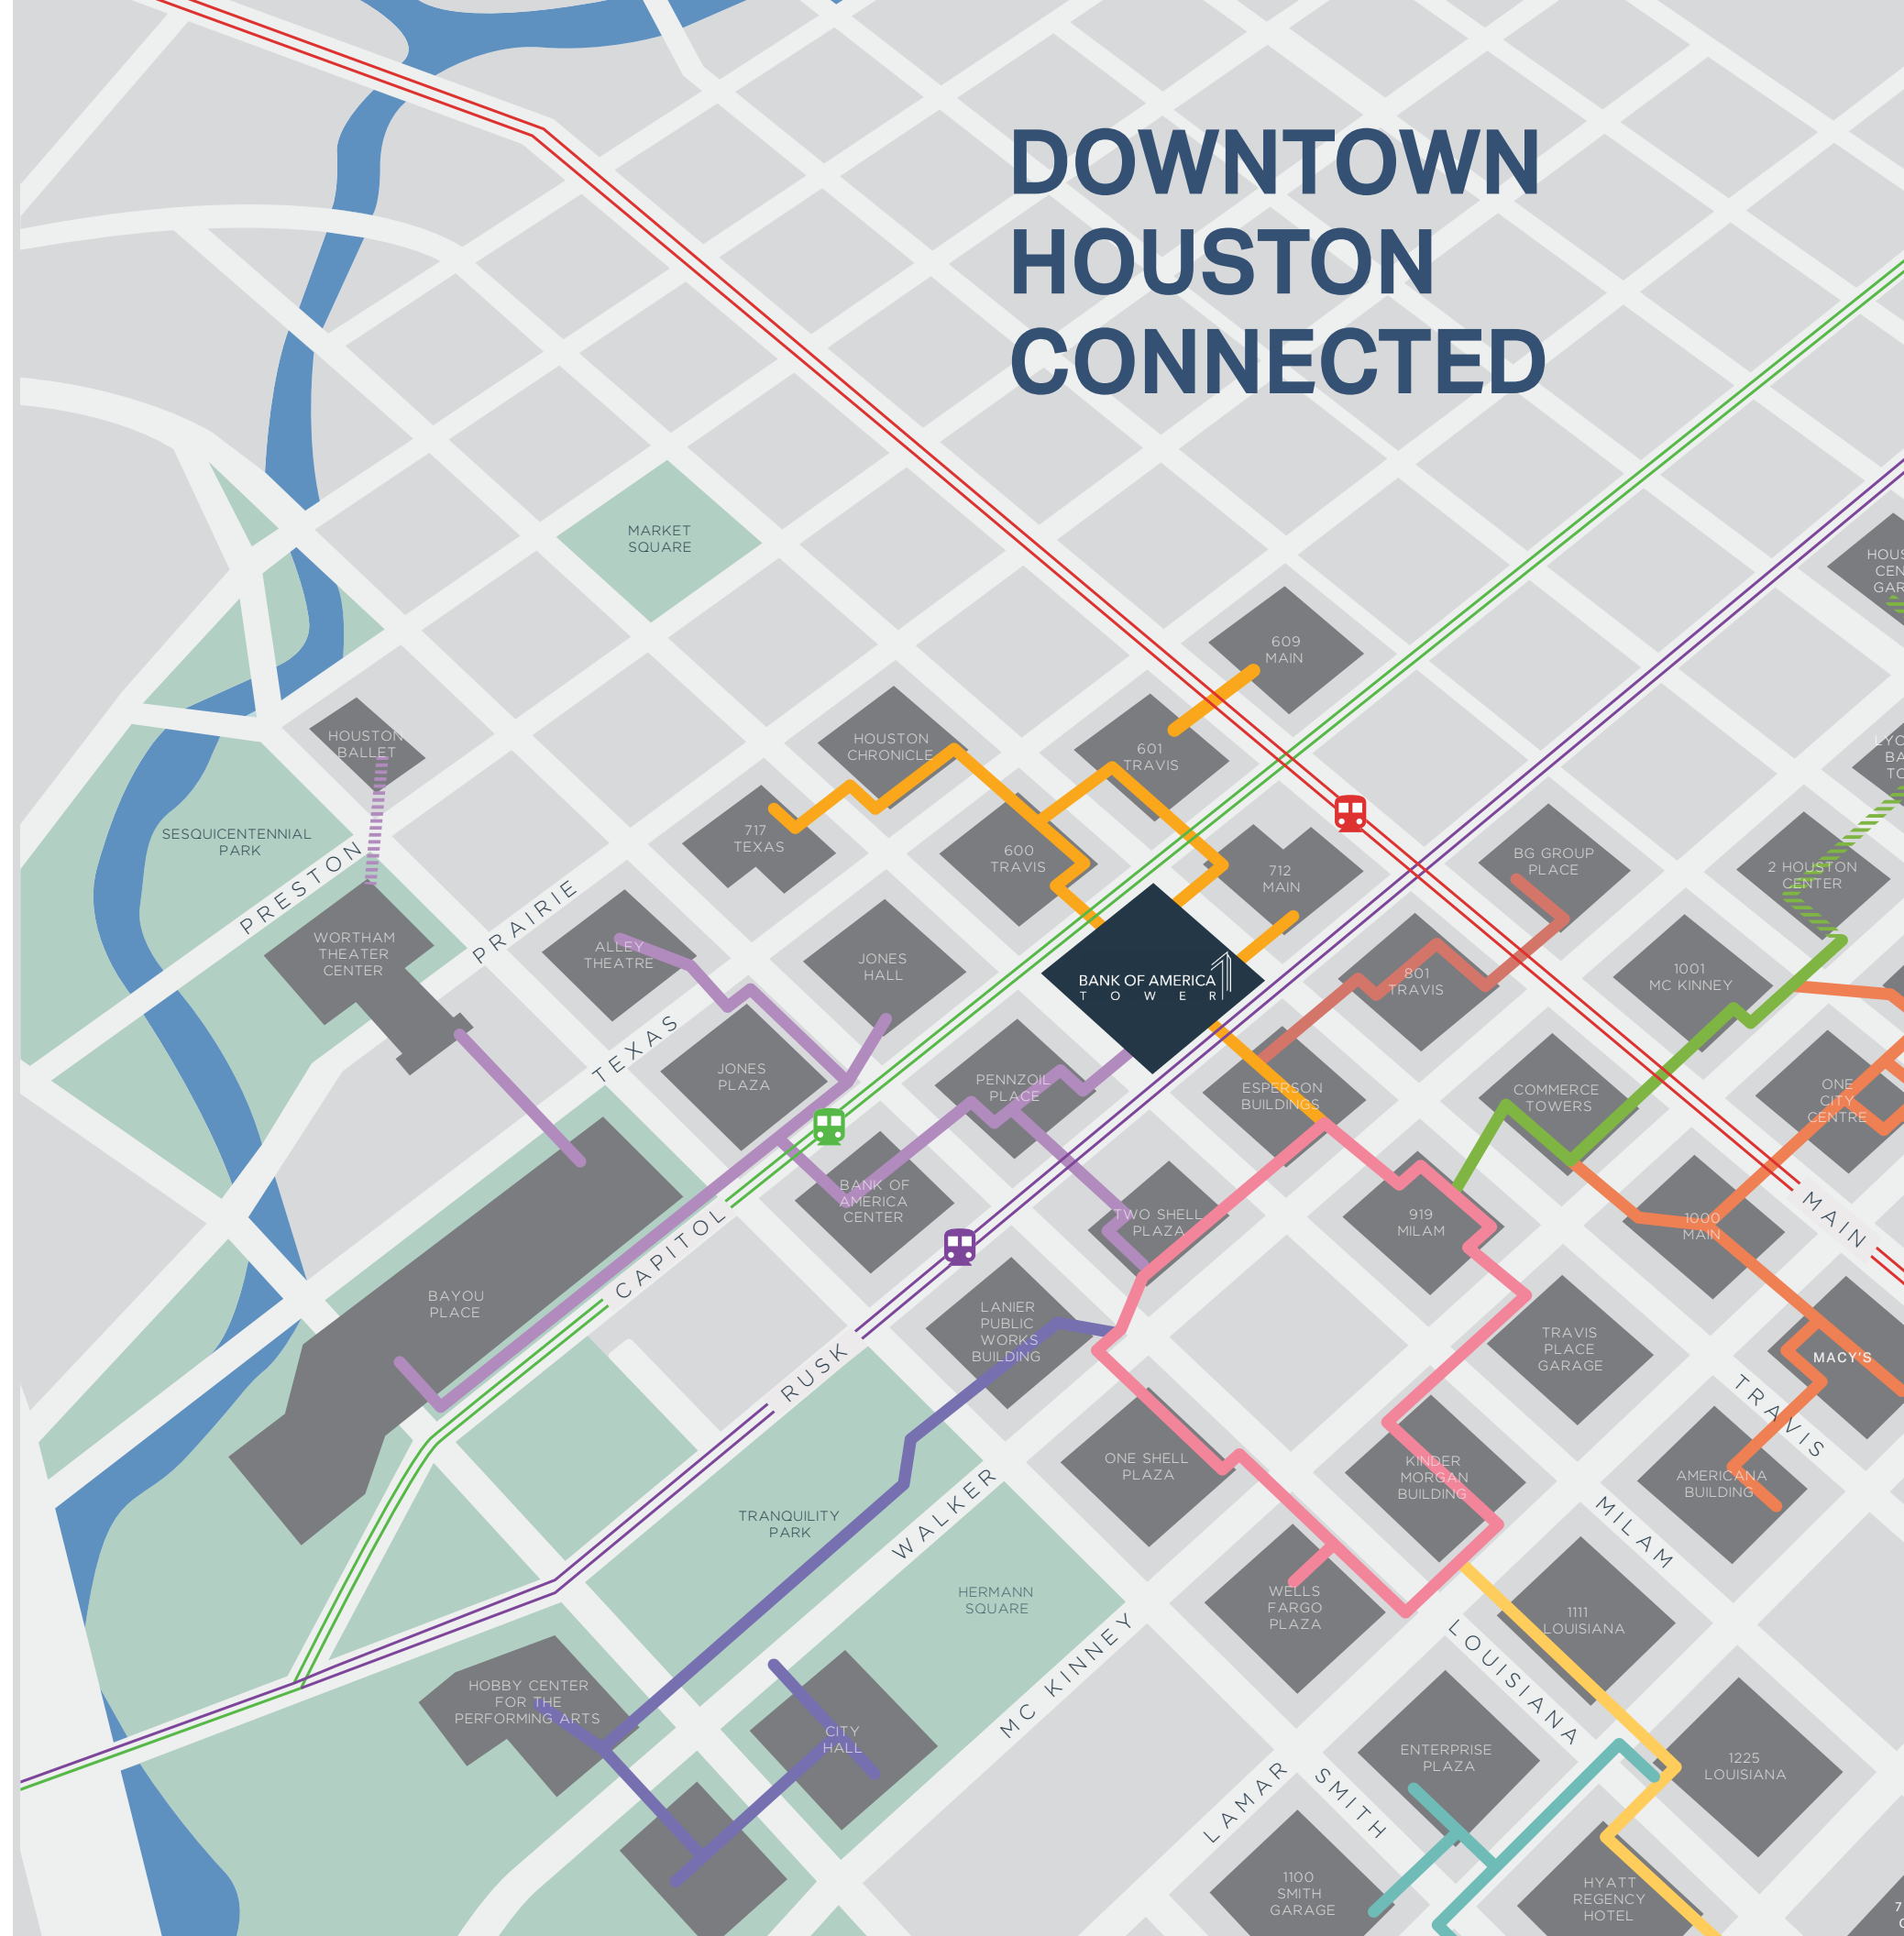 DOWNTOWN
HOUSTON
CONNECTED
MARKET
SQUARE
609
MAIN
HOUSTON
BALLET
HOUSTON
CHRONICLE
601
TRAVIS
SESQUICENTENNIAL
PARK
717
TEXAS
600
TRAVIS
712
MAIN
BG GROUP
PLACE
2 HOUSTON
CENTER
PRESTON
PRAIRIE
WORTHAM
THEATER
CENTER
ALLEY
THEATRE
JONES
HALL
BANK OF AMERICA
TOWER
801
TRAVIS
1001
MC KINNEY
TEXAS
JONES
PLAZA
PENNZOIL
PLACE
ESPERSON
BUILDINGS
COMMERCE
TOWERS
ONE
CITY
CENTRE
BANK OF
AMERICA
CENTER
TWO SHELL
PLAZA
919
MILAM
1000
MAIN
MAIN
CAPITOL
BAYOU
PLACE
LANIER
PUBLIC
WORKS
BUILDING
TRAVIS
PLACE
GARAGE
MACY'S
RUSK
TRAVIS
ONE SHELL
PLAZA
KINDER
MORGAN
BUILDING
AMERICANA
BUILDING
TRANQUILITY
PARK
WALKER
MILAM
HERMANN
SQUARE
WELLS
FARGO
PLAZA
1111
LOUISIANA
MC KINNEY
LOUISIANA
HOBBY CENTER
FOR THE
PERFORMING ARTS
CITY
HALL
ENTERPRISE
PLAZA
1225
LOUISIANA
LAMAR
SMITH
1100
SMITH
GARAGE
HYATT
REGENCY
HOTEL